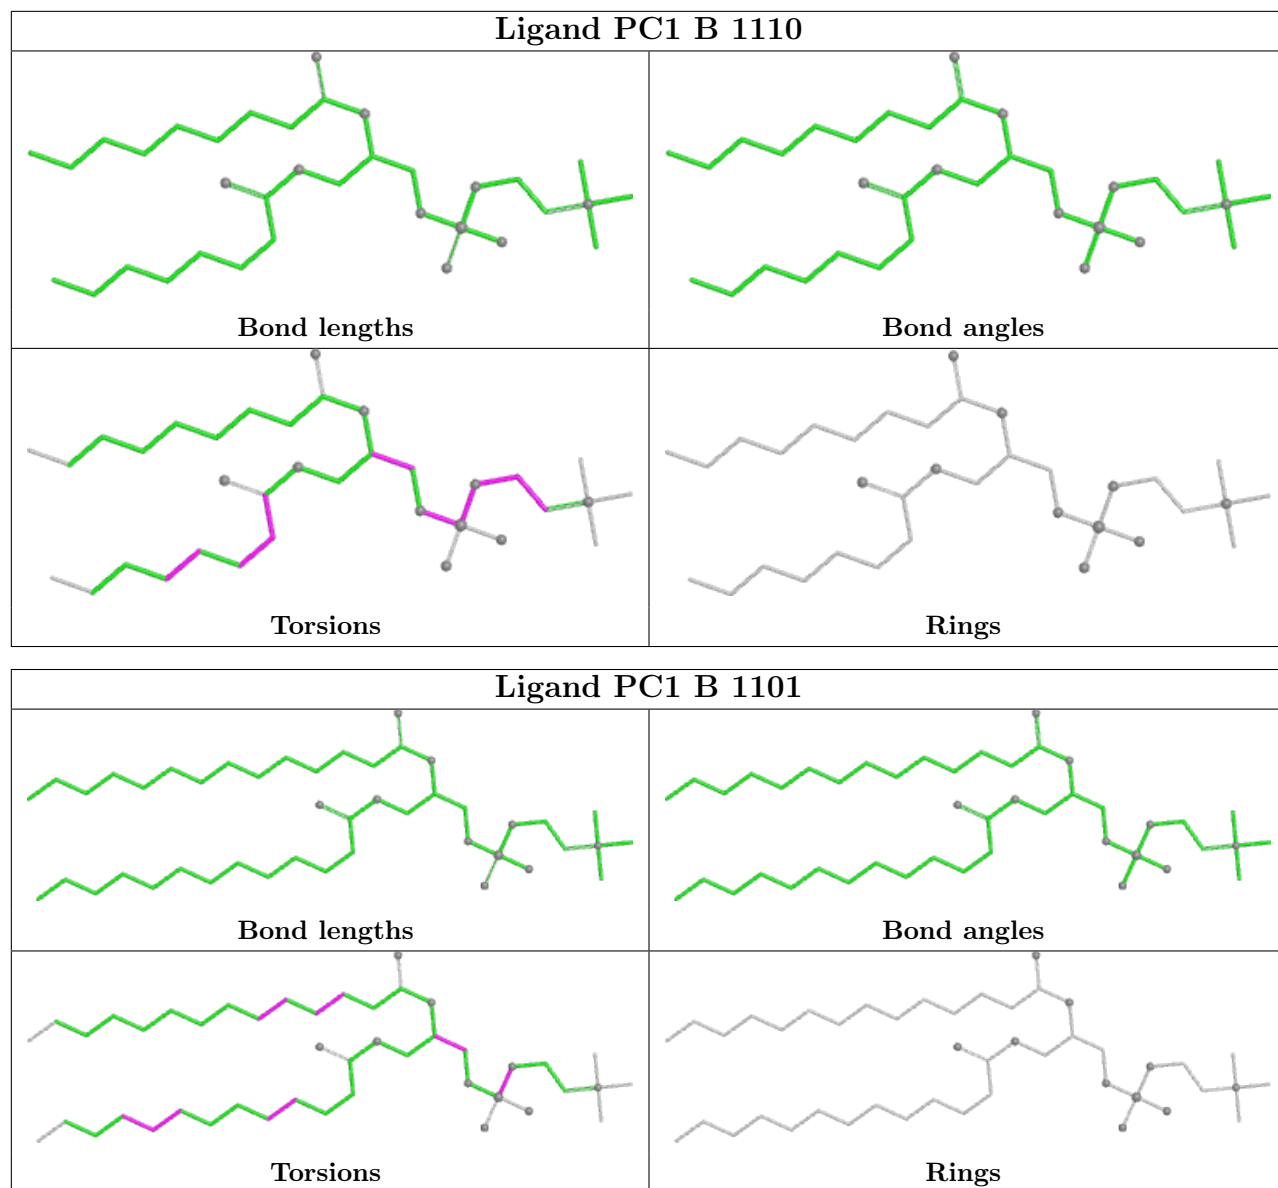 Ligand PC1 B 1110
Bond lengths
Bond angles
Torsions
Rings
Ligand PC1 B 1101
Bond lengths
Bond angles
Torsions
Rings